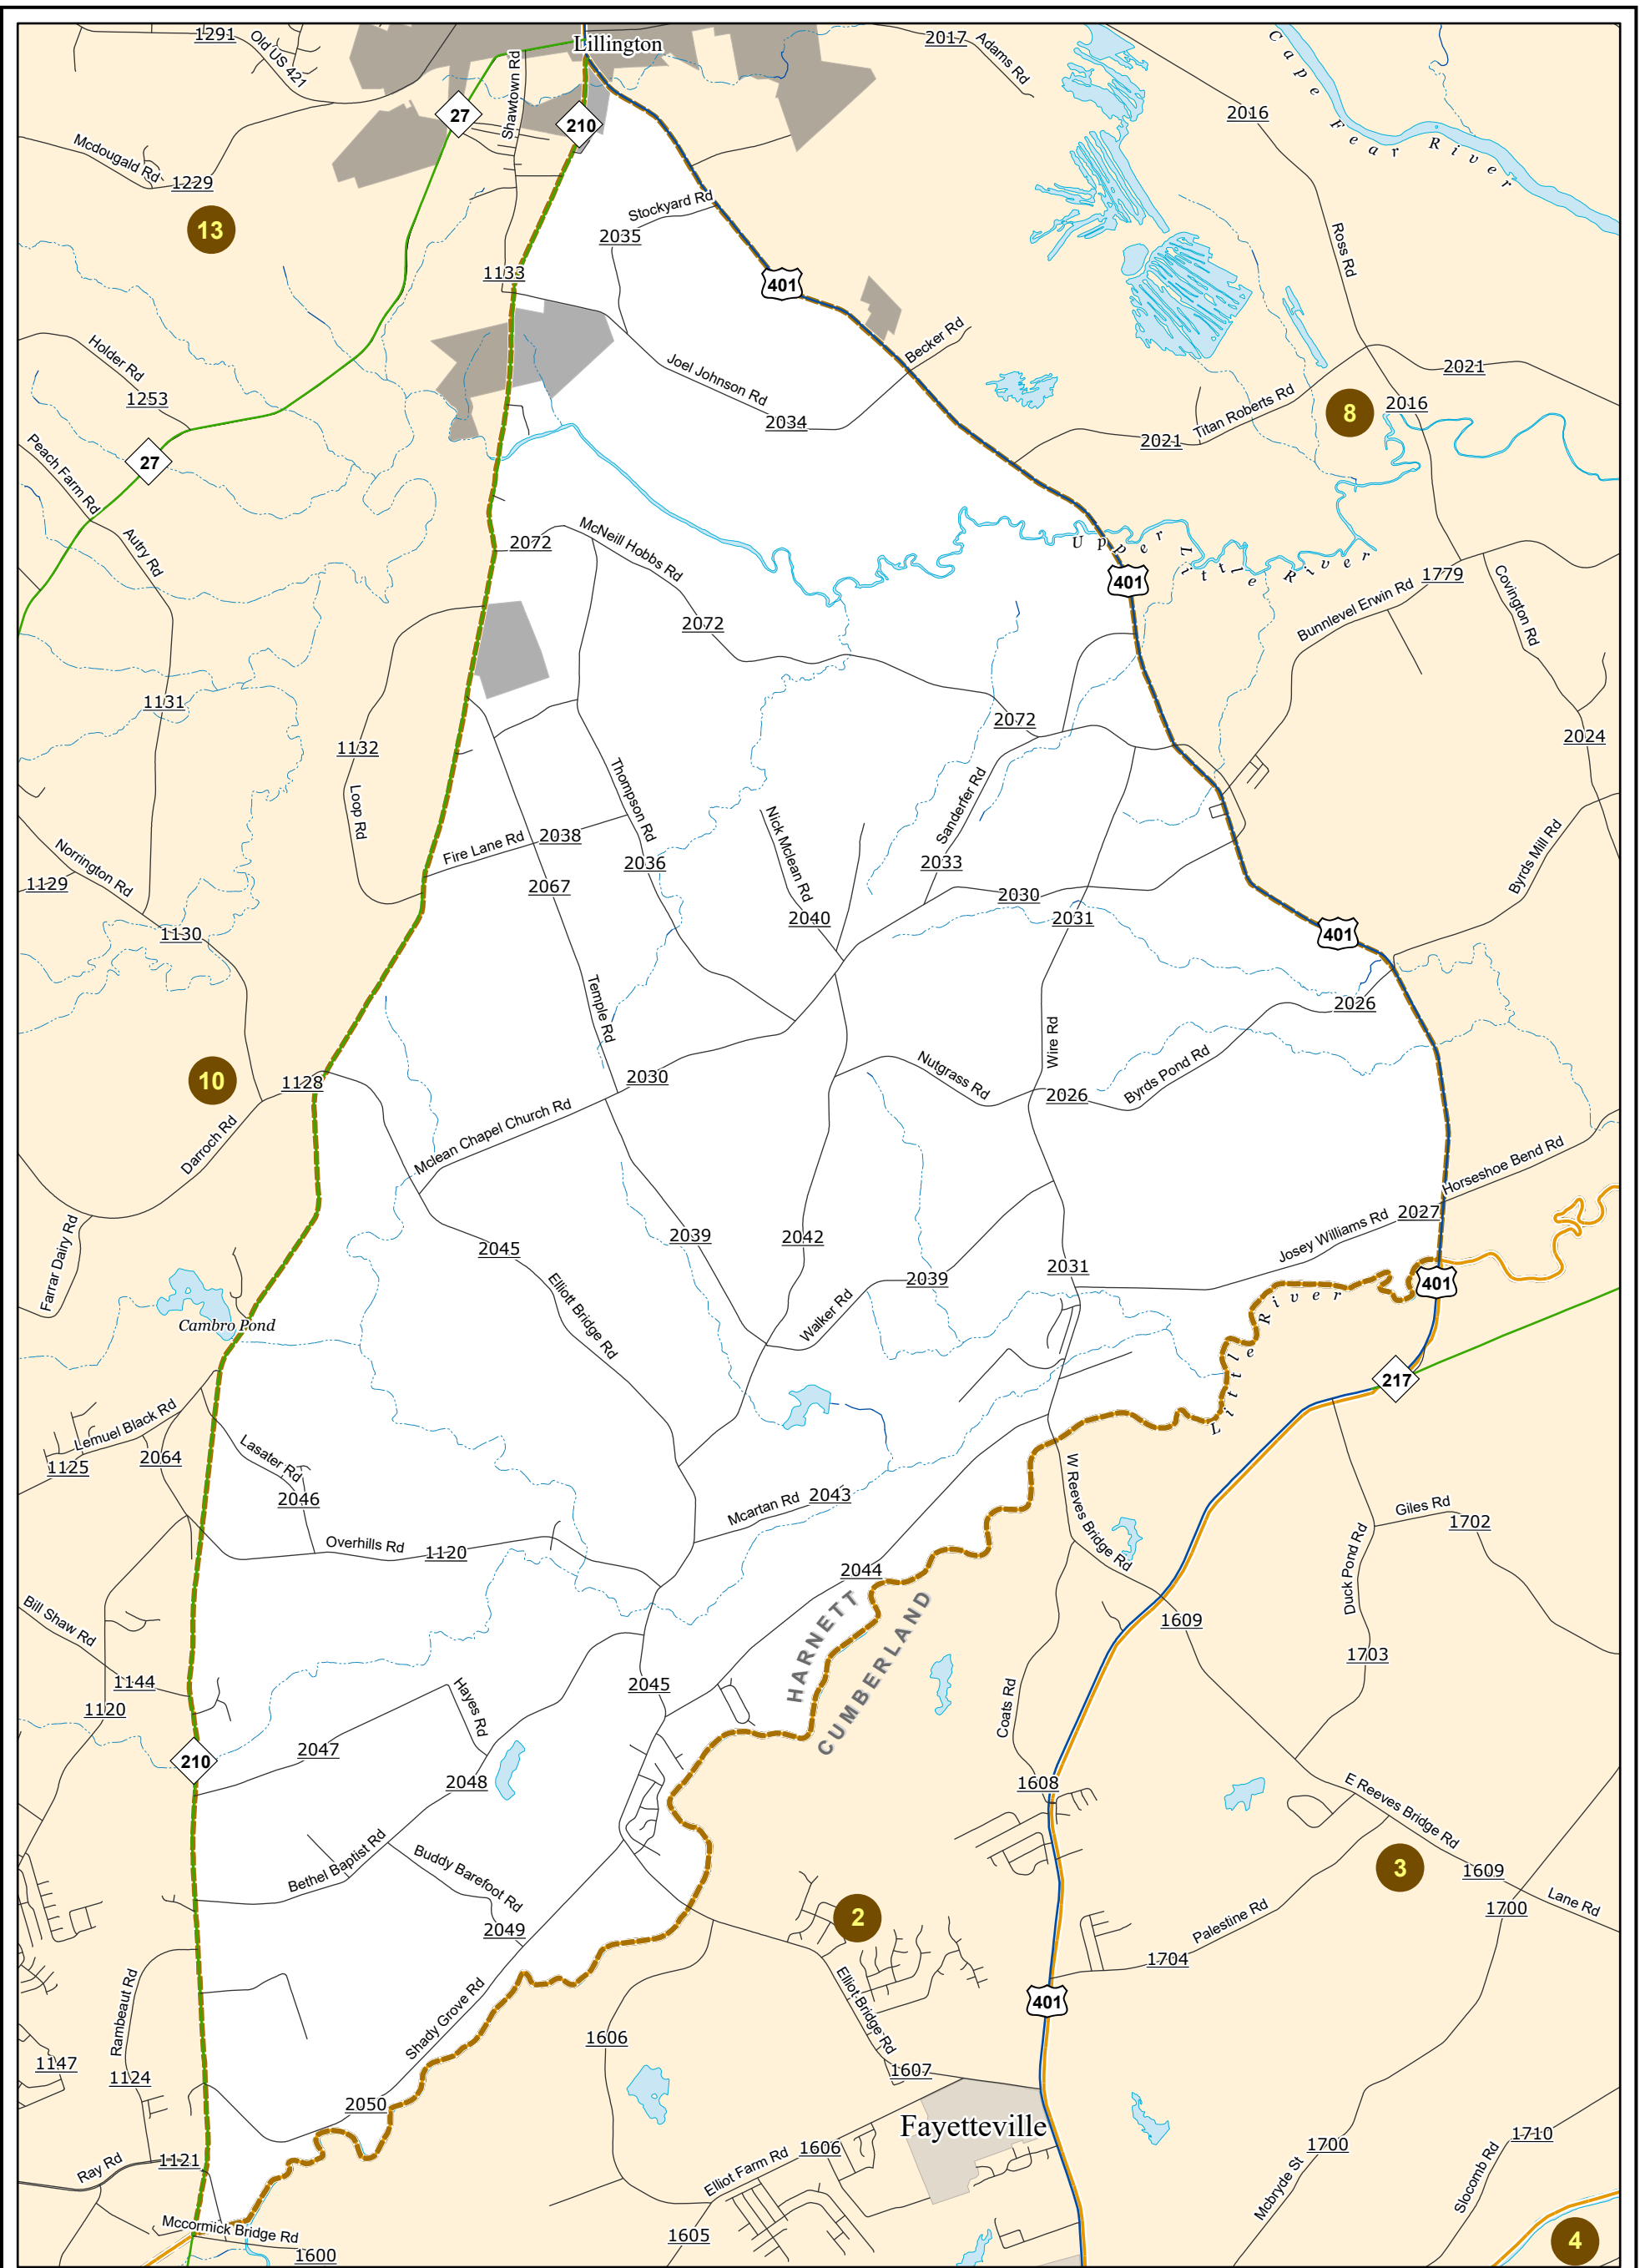 1291
Old US 421
Lillington
2017
Adams Rd
Cape Fear River
27
Shawtown Rd
210
2016
Mcdougald Rd
1229
13
Stockyard Rd
2035
Ross Rd
1133
401
Holder Rd
1253
Joel Johnson Rd
Becker Rd
2034
2021
2016
8
Titan Roberts Rd
2021
Peach Farm Rd
27
Autry Rd
2072
McNeill Hobbs Rd
Upper Little River
401
1779
Bunnlevel Erwin Rd
Covington Rd
2072
1131
1132
2072
2024
Loop Rd
Thompson Rd
Sanderfer Rd
Nick Mclean Rd
Fire Lane Rd
2038
2036
2033
Byrds Mill Rd
Norrington Rd
1129
2067
2030
2040
2031
1130
401
Temple Rd
2026
Wire Rd
10
1128
2030
Nutgrass Rd
2026
Byrds Pond Rd
Mclean Chapel Church Rd
Darroch Rd
Horseshoe Bend Rd
Farrar Dairy Rd
2045
2039
2042
2027
Josey Williams Rd
2031
2039
401
Cambro Pond
Elliott Bridge Rd
Walker Rd
Little River
217
Lemuel Black Rd
1125
2064
Lasater Rd
2046
Mcartan Rd
2043
W Reeves Bridge Rd
Giles Rd
1702
Overhills Rd
1120
2044
Duck Pond Rd
HARNETT
CUMBERLAND
Bill Shaw Rd
1609
1144
1120
2045
Hayes Rd
Coats Rd
1703
210
2047
2048
1608
E Reeves Bridge Rd
Bethel Baptist Rd
Buddy Barefoot Rd
2049
2
3
1609
1700
Lane Rd
Palestine Rd
1704
Rambeaut Rd
Shady Grove Rd
Elliot Bridge Rd
401
1606
1147
1124
1607
2050
Fayetteville
Ray Rd
1121
Elliot Farm Rd
1606
1700
1710
Mcbryde St
Slocomb Rd
Mccormick Bridge Rd
1600
1605
4